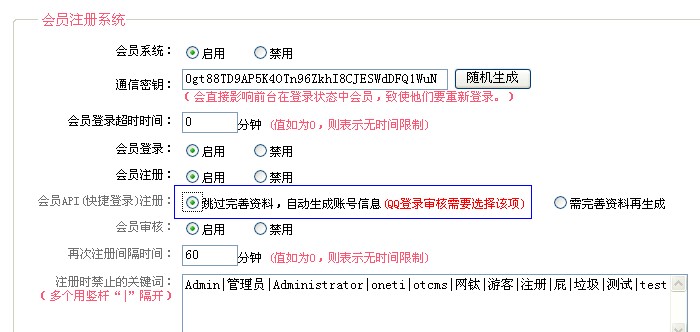 会员注册系统
会员系统： 启用 禁用
通信密钥： Ogt88TD9AP5K4OTn96ZkhI8CJESWdDFQ1WuN 随机生成
(会直接影响前台在登录状态中会员，致使他们要重新登录。)
会员登录超时时间： 0 分钟 (值如为0，则表示无时间限制)
会员登录： 启用 禁用
会员注册： 启用 禁用
会员API(快捷登录)注册： 跳过完善资料，自动生成账号信息(QQ登录审核需要选择该项) 需完善资料再生成
会员审核： 启用 禁用
再次注册间隔时间： 60 分钟 (值如为0，则表示无时间限制)
注册时禁止的关键词： Admin|管理员|Administrator|oneti|otcms|网钛|游客|注册|屁|垃圾|测试|test
(多个用竖杆“|”隔开)